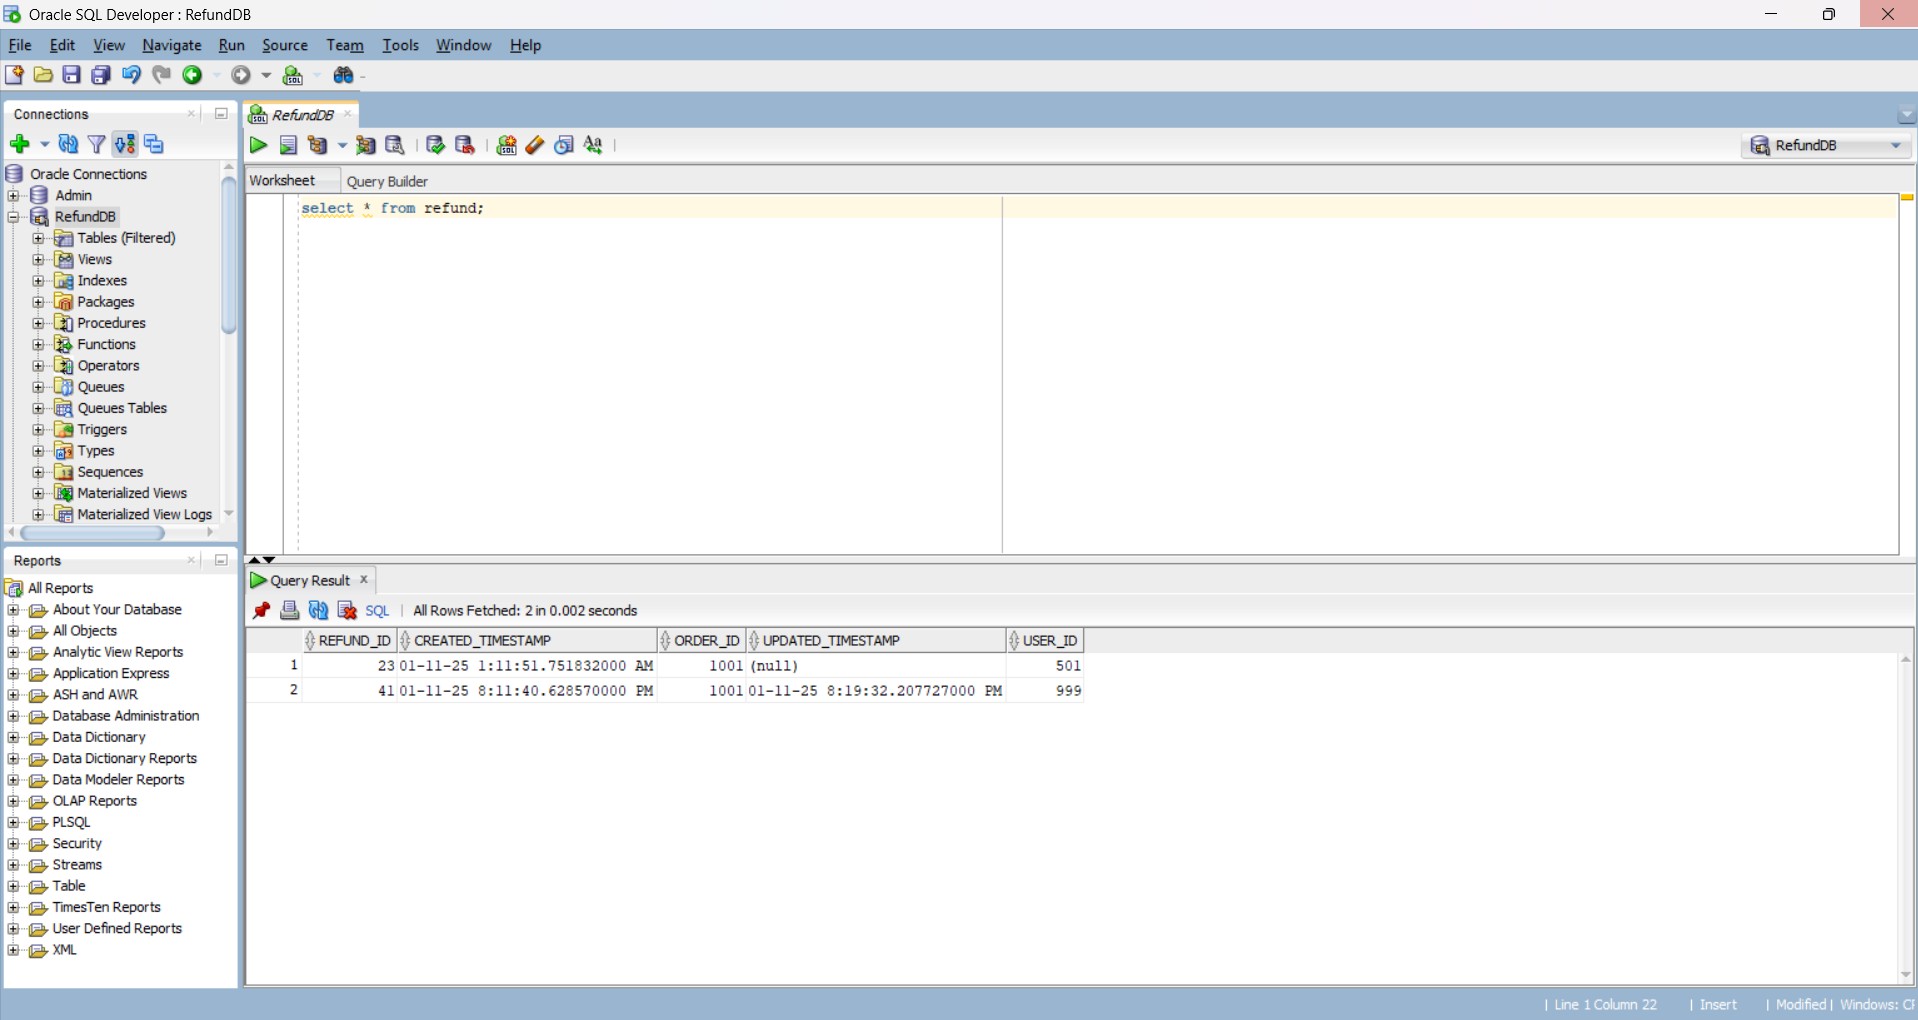 Oracle SQL Developer : RefundDB
File Edit View Navigate Run Source Team Tools Window Help
Connections
Oracle Connections
Admin
RefundDB
Tables (Filtered)
Views
Indexes
Packages
Procedures
Functions
Operators
Queues
Queues Tables
Triggers
Types
Sequences
Materialized Views
Materialized View Logs
Reports
All Reports
About Your Database
All Objects
Analytic View Reports
Application Express
ASH and AWR
Database Administration
Data Dictionary
Data Dictionary Reports
Data Modeler Reports
OLAP Reports
PLSQL
Security
Streams
Table
TimesTen Reports
User Defined Reports
XML
RefundDB
RefundDB
Worksheet Query Builder
select * from refund;
Query Result
SQL | All Rows Fetched: 2 in 0.002 seconds
REFUND_ID CREATED_TIMESTAMP ORDER_ID UPDATED_TIMESTAMP USER_ID
1 23 01-11-25 1:11:51.751832000 AM 1001 (null) 501
2 41 01-11-25 8:11:40.628570000 PM 1001 01-11-25 8:19:32.207727000 PM 999
| Line 1 Column 22 | Insert | Modified | Windows: